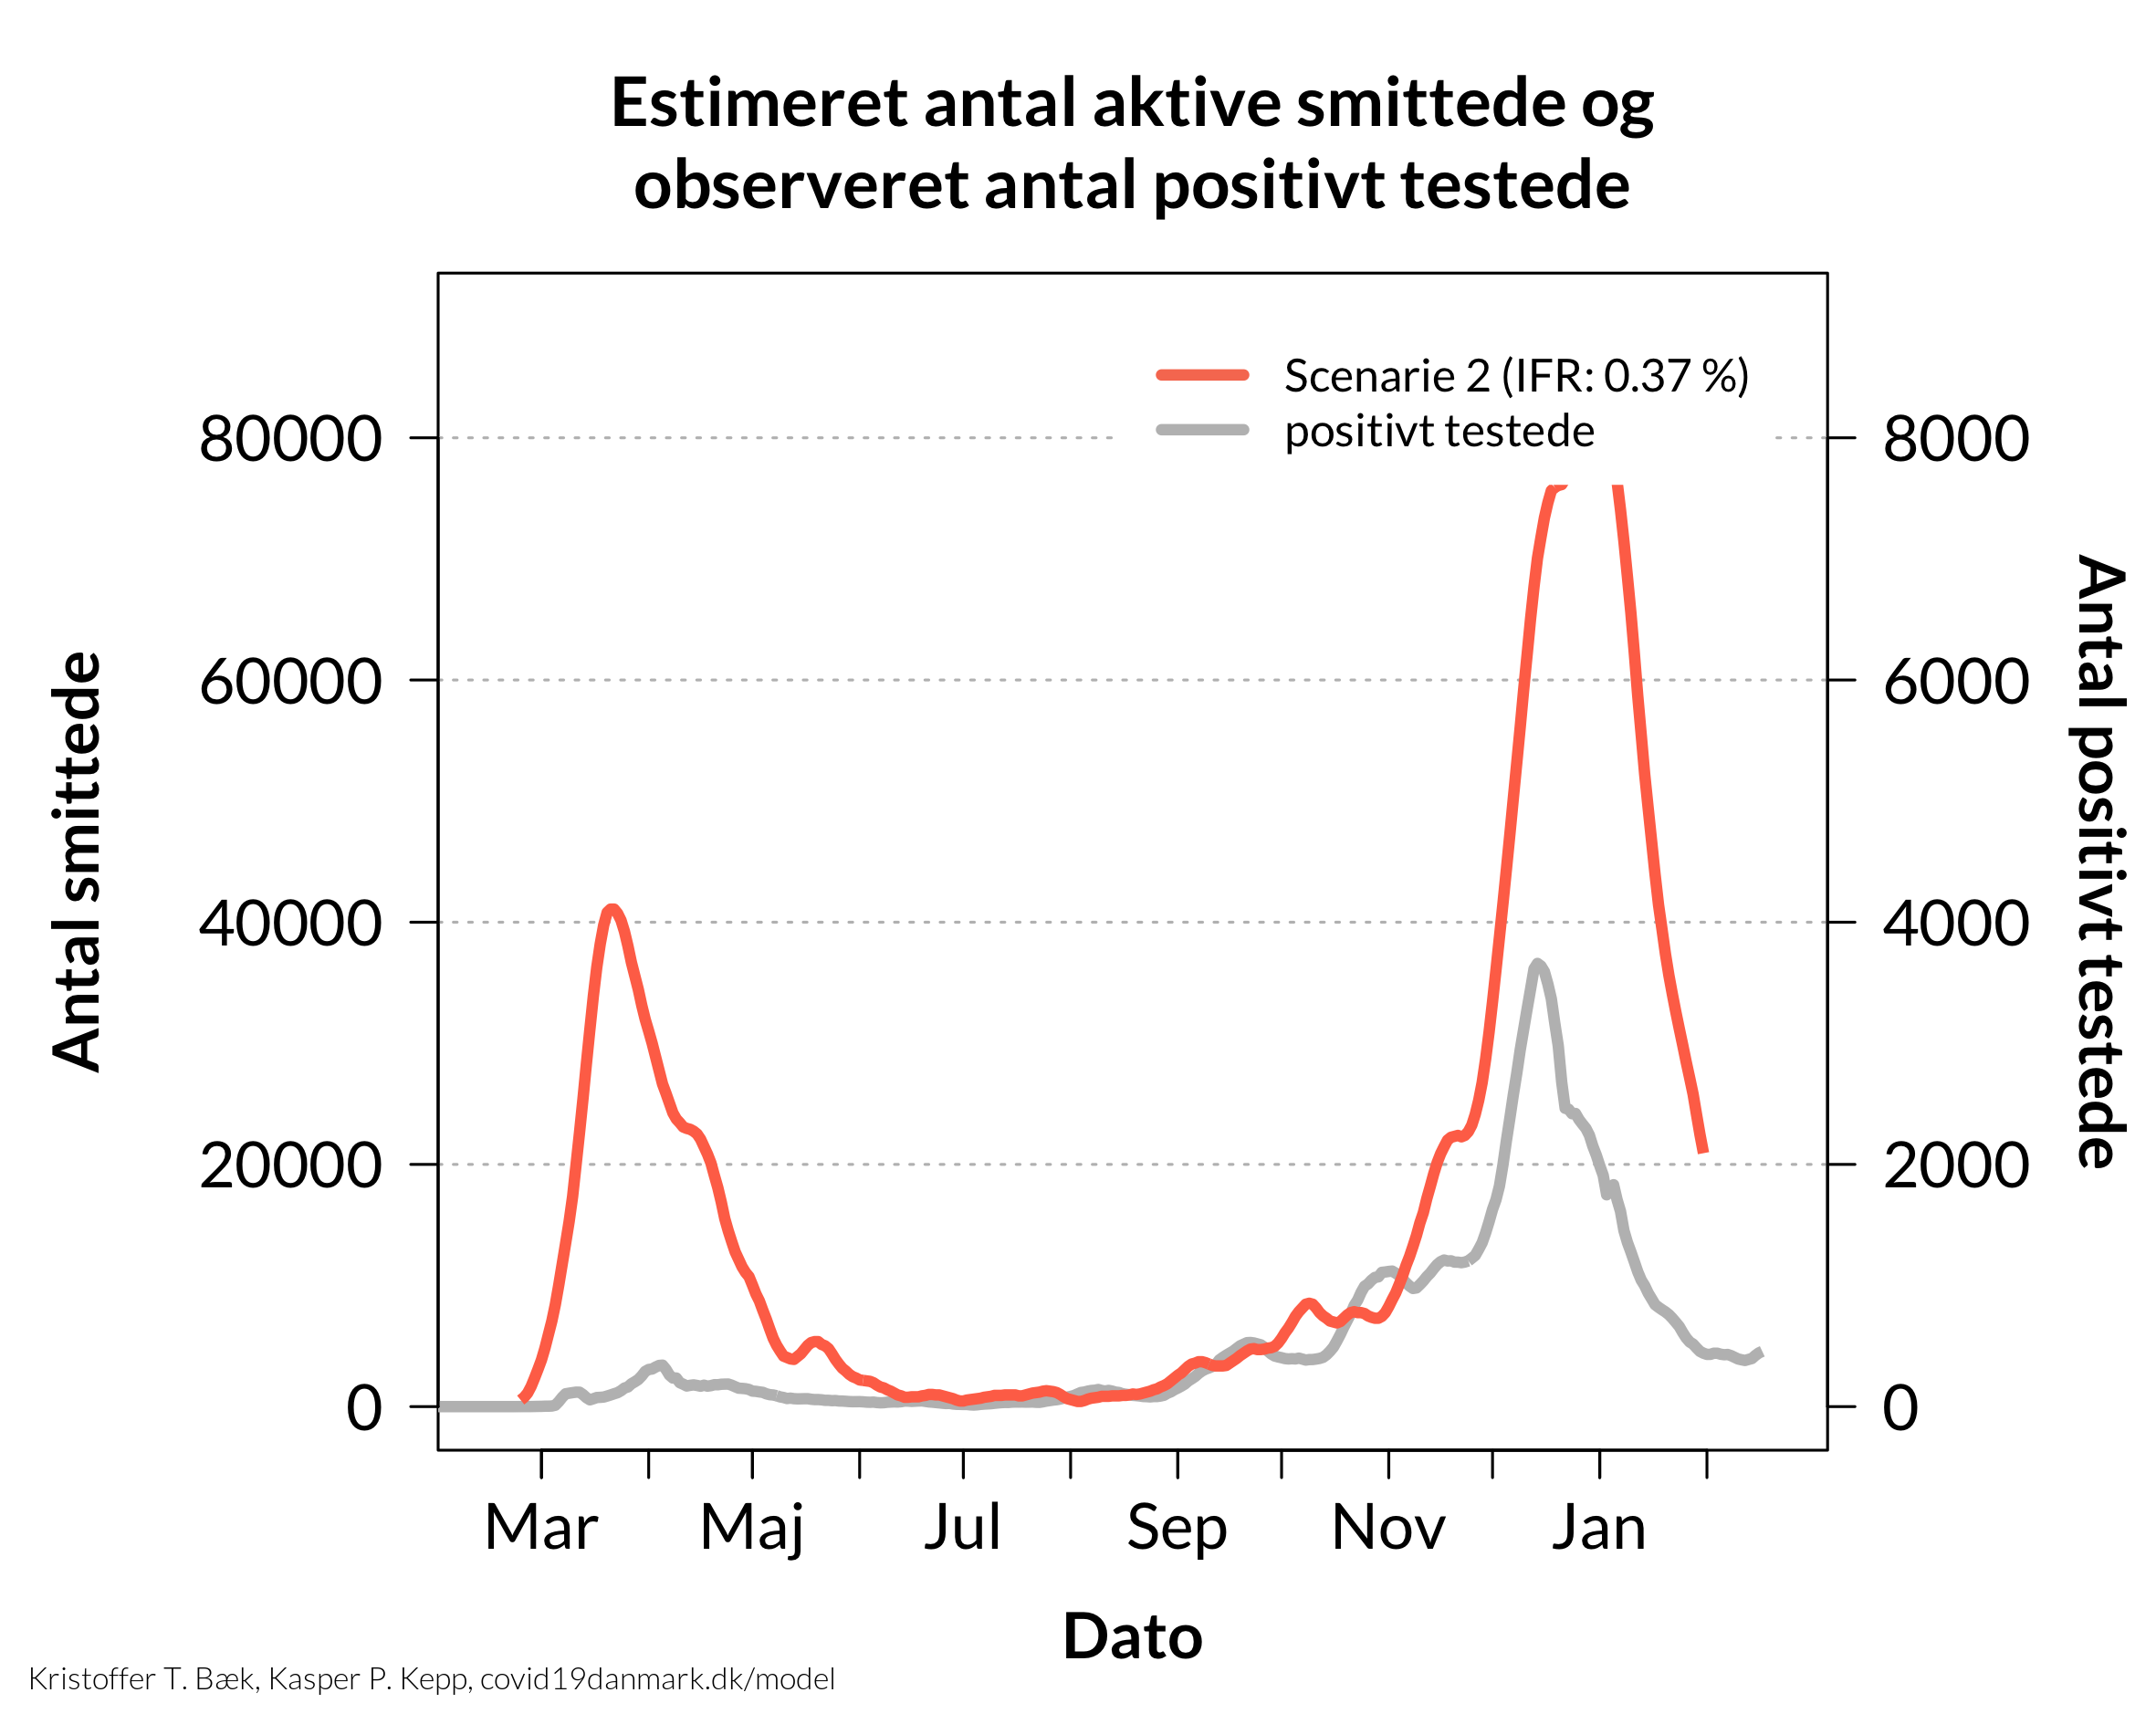 Estimeret antal aktive smittede og
observeret antal positivt testede
Scenarie 2 (IFR: 0.37 %)
positivt testede
Antal smittede
80000
60000
40000
20000
0
8000
6000
4000
2000
0
Antal positivt testede
Mar Maj Jul Sep Nov Jan
Dato
Kristoffer T. Bæk, Kasper P. Kepp, covid19danmark.dk/model